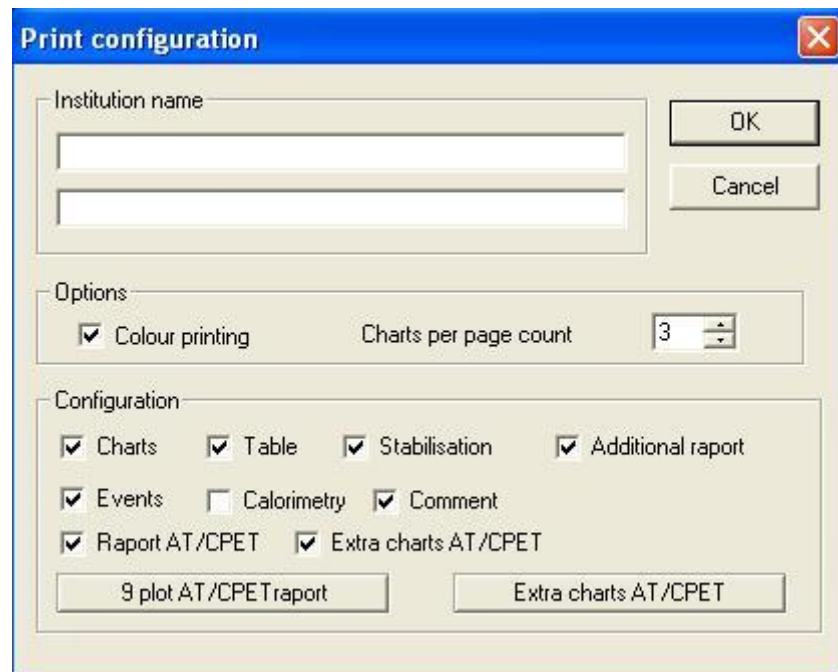 Print configuration
Institution name
OK
Cancel
Options
Colour printing Charts per page count 3
Configuration
Charts Table Stabilisation Additional raport
Events Calorimetry Comment
Raport AT/CPET Extra charts AT/CPET
9 plot AT/CPETraport Extra charts AT/CPET